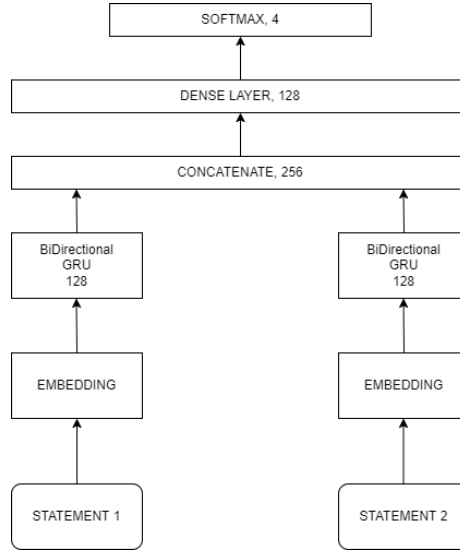 SOFTMAX, 4
DENSE LAYER, 128
CONCATENATE, 256
BiDirectional
GRU
128
BiDirectional
GRU
128
EMBEDDING
EMBEDDING
STATEMENT 1
STATEMENT 2